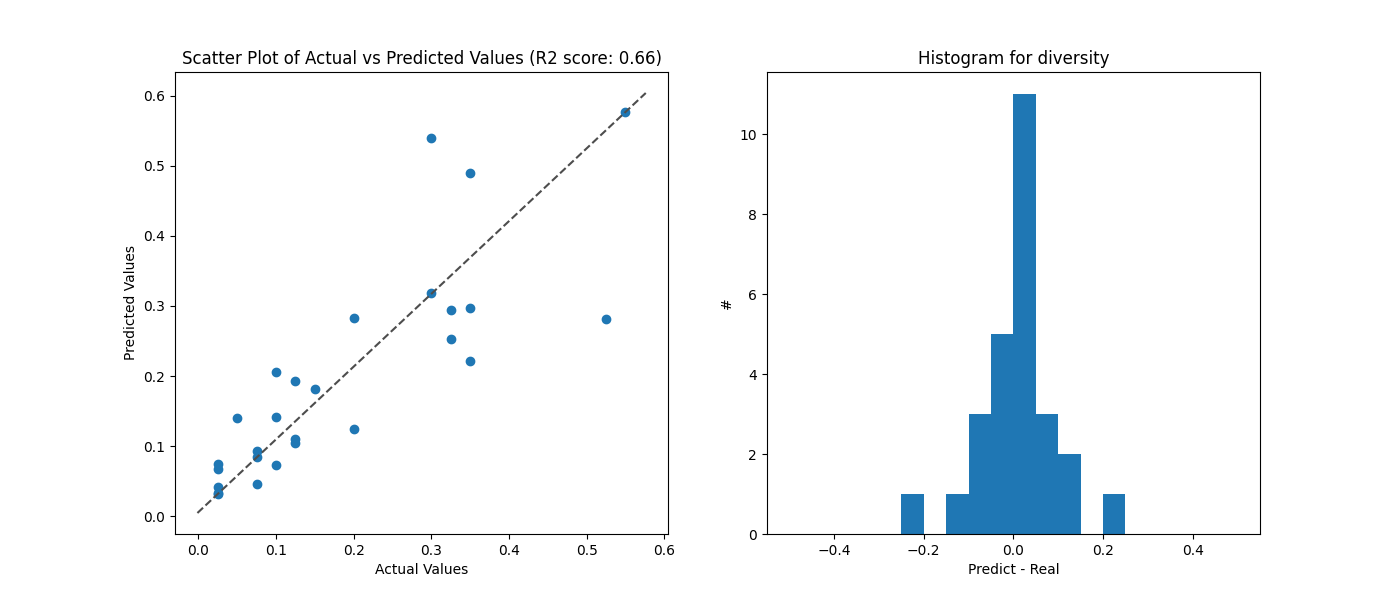 Scatter Plot of Actual vs Predicted Values (R2 score: 0.66)
Predicted Values
0.6
0.5
0.4
0.3
0.2
0.1
0.0
0.0 0.1 0.2 0.3 0.4 0.5 0.6
Actual Values
Histogram for diversity
#
10
8
6
4
2
0
−0.4 −0.2 0.0 0.2 0.4
Predict - Real